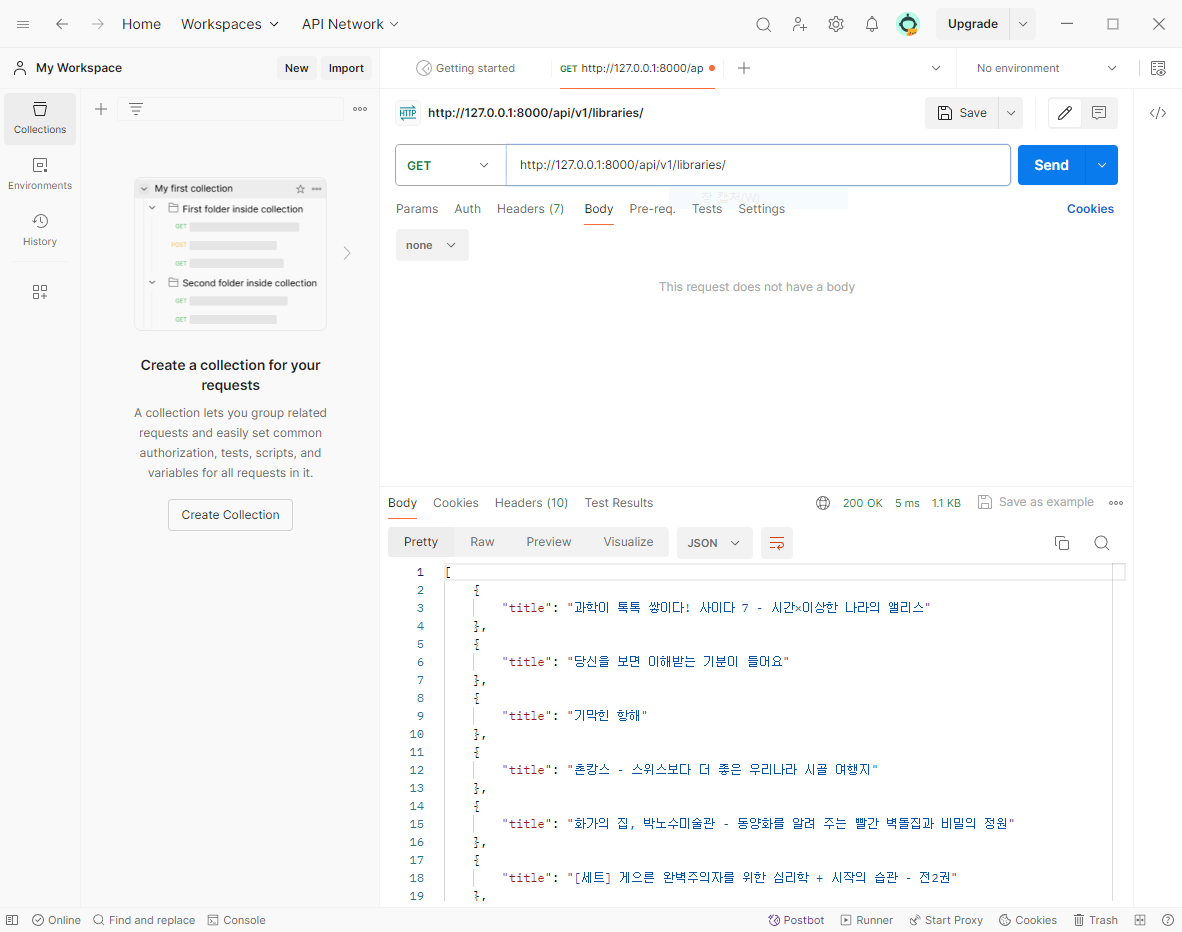 Home Workspaces API Network Upgrade
My Workspace New Import Getting started GET http://127.0.0.1:8000/ap No environment
Collections
Environments
History
My first collection
First folder inside collection
GET
POST
GET
Second folder inside collection
GET
GET
Create a collection for your
requests
A collection lets you group related
requests and easily set common
authorization, tests, scripts, and
variables for all requests in it.
Create Collection
HTTP http://127.0.0.1:8000/api/v1/libraries/ Save
GET http://127.0.0.1:8000/api/v1/libraries/ Send
Params Auth Headers (7) Body Pre-req. Tests Settings Cookies
none
This request does not have a body
Body Cookies Headers (10) Test Results 200 OK 5 ms 1.1 KB Save as example
Pretty Raw Preview Visualize JSON
1 [
2 {
3 "title": "과학이 톡톡 쌓이다! 사이다 7 - 시간×이상한 나라의 앨리스"
4 },
5 {
6 "title": "당신을 보면 이해받는 기분이 들어요"
7 },
8 {
9 "title": "기막힌 항해"
10 },
11 {
12 "title": "촌캉스 - 스위스보다 더 좋은 우리나라 시골 여행지"
13 },
14 {
15 "title": "화가의 집, 박노수미술관 - 동양화를 알려 주는 빨간 벽돌집과 비밀의 정원"
16 },
17 {
18 "title": "[세트] 게으른 완벽주의자를 위한 심리학 + 시작의 습관 - 전2권"
19 },
Online Find and replace Console Postbot Runner Start Proxy Cookies Trash